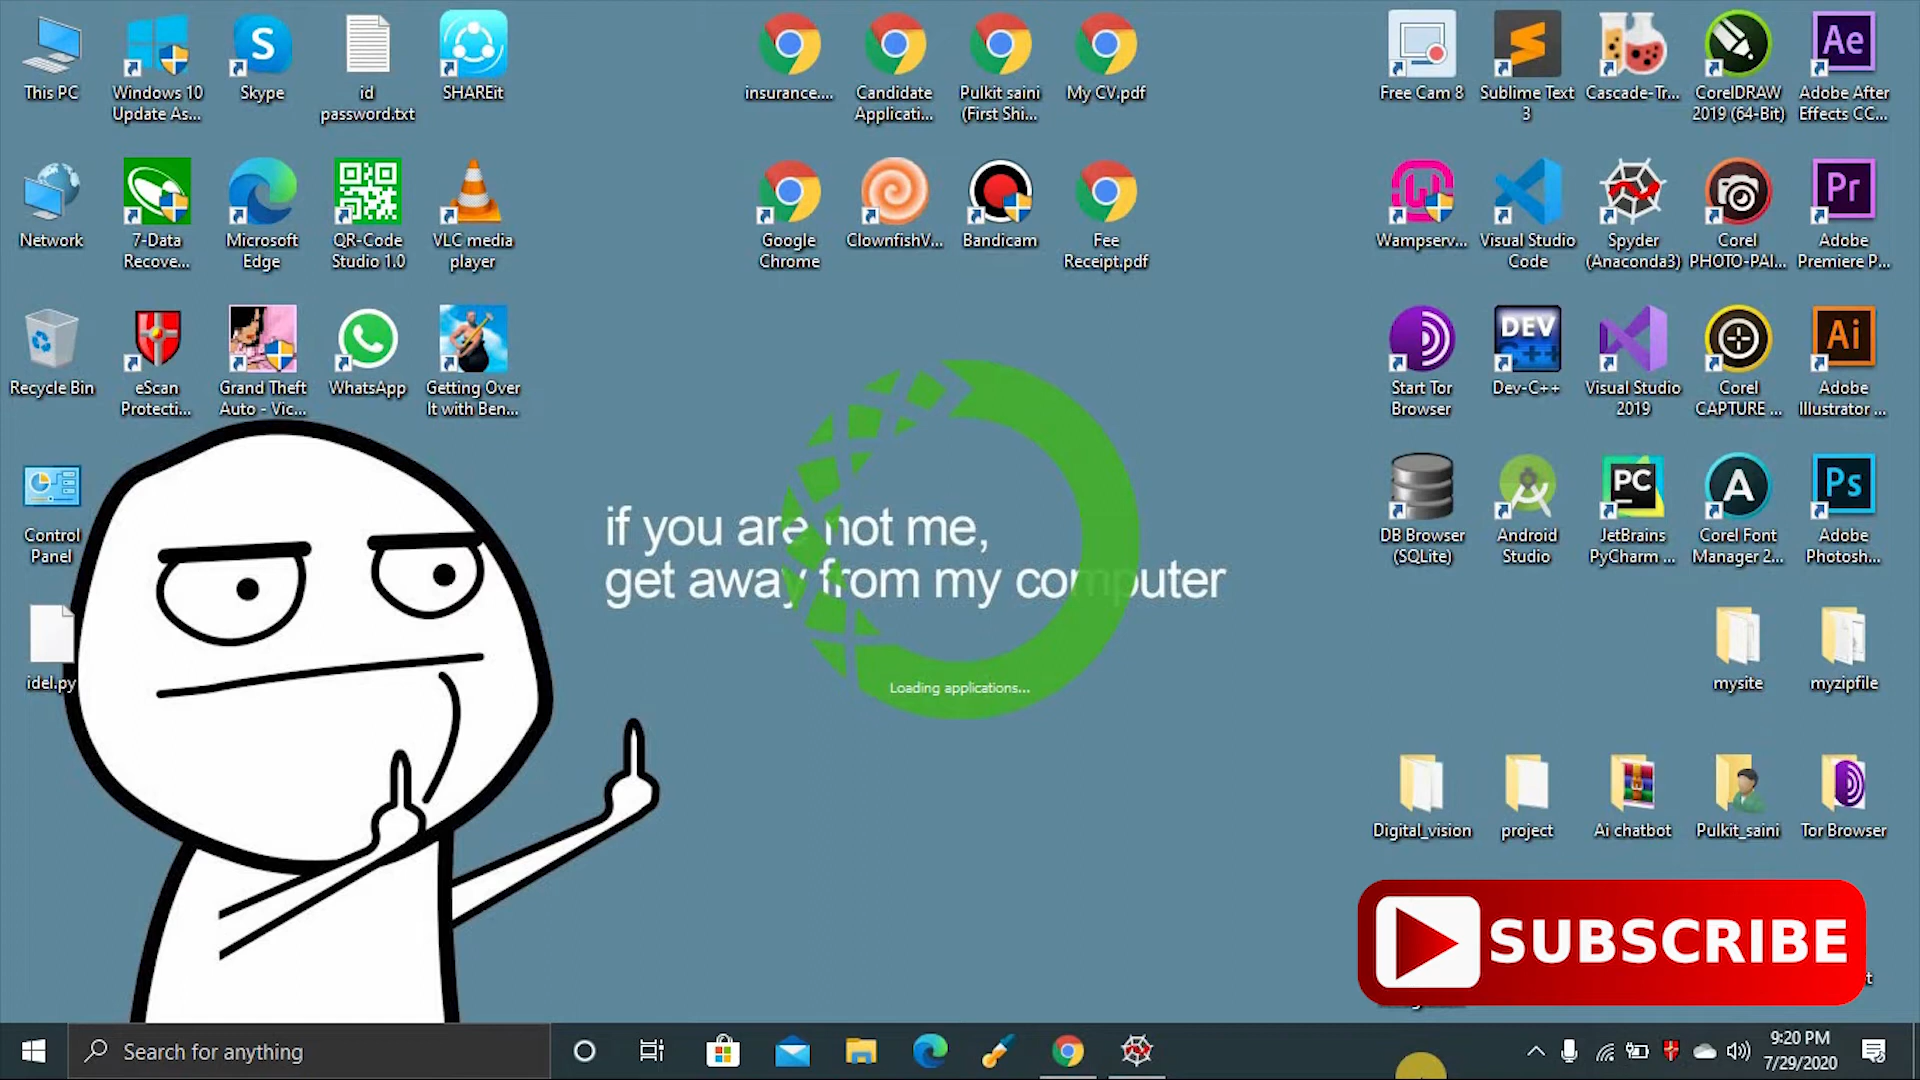 This PC
Windows 10
Update As...
Skype
id
password.txt
SHAREit
insurance....
Candidate
Applicati...
Pulkit saini
(First Shi...
My CV.pdf
Free Cam 8
Sublime Text
3
Cascade-Tr...
CorelDRAW
2019 (64-Bit)
Adobe After
Effects CC...
Network
7-Data
Recove...
Microsoft
Edge
QR-Code
Studio 1.0
VLC media
player
Google
Chrome
ClownfishV...
Bandicam
Fee
Receipt.pdf
Wampserv...
Visual Studio
Code
Spyder
(Anaconda3)
Corel
PHOTO-PAI...
Adobe
Premiere P...
Recycle Bin
eScan
Protecti...
Grand Theft
Auto - Vic...
WhatsApp
Getting Over
It with Ben...
Start Tor
Browser
Dev-C++
Visual Studio
2019
Corel
CAPTURE ...
Adobe
Illustrator ...
Control
Panel
if you are not me,
get away from my computer
Loading applications...
DB Browser
(SQLite)
Android
Studio
JetBrains
PyCharm ...
Corel Font
Manager 2...
Adobe
Photosh...
idel.py
mysite
myzipfile
Digital_vision
project
Ai chatbot
Pulkit_saini
Tor Browser
SUBSCRIBE
Search for anything
9:20 PM
7/29/2020
S
Ae
Pr
DEV
C++
Ai
PC
A
Ps